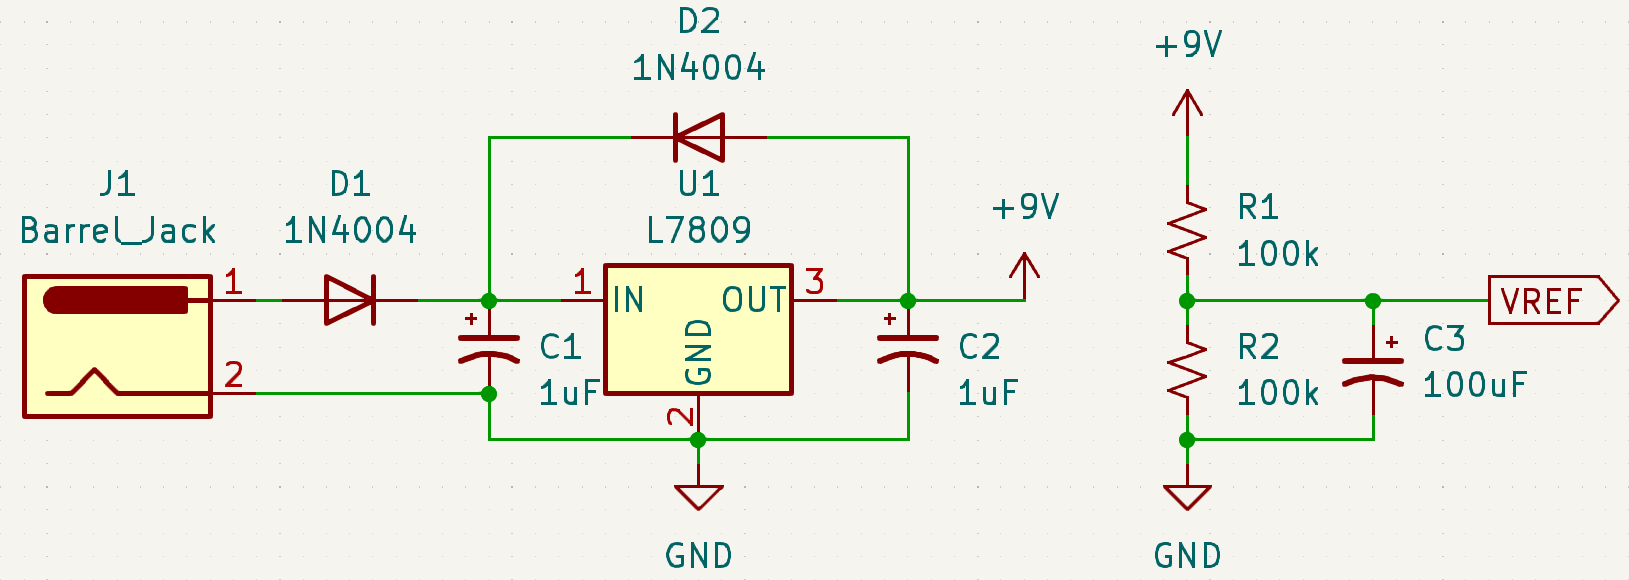 D2
1N4004
+9V
J1
Barrel_Jack
D1
1N4004
U1
L7809
+9V
R1
100k
1
2
1
IN
OUT
GND
3
2
+
C1
1uF
+
C2
1uF
R2
100k
+
C3
100uF
VREF
GND
GND